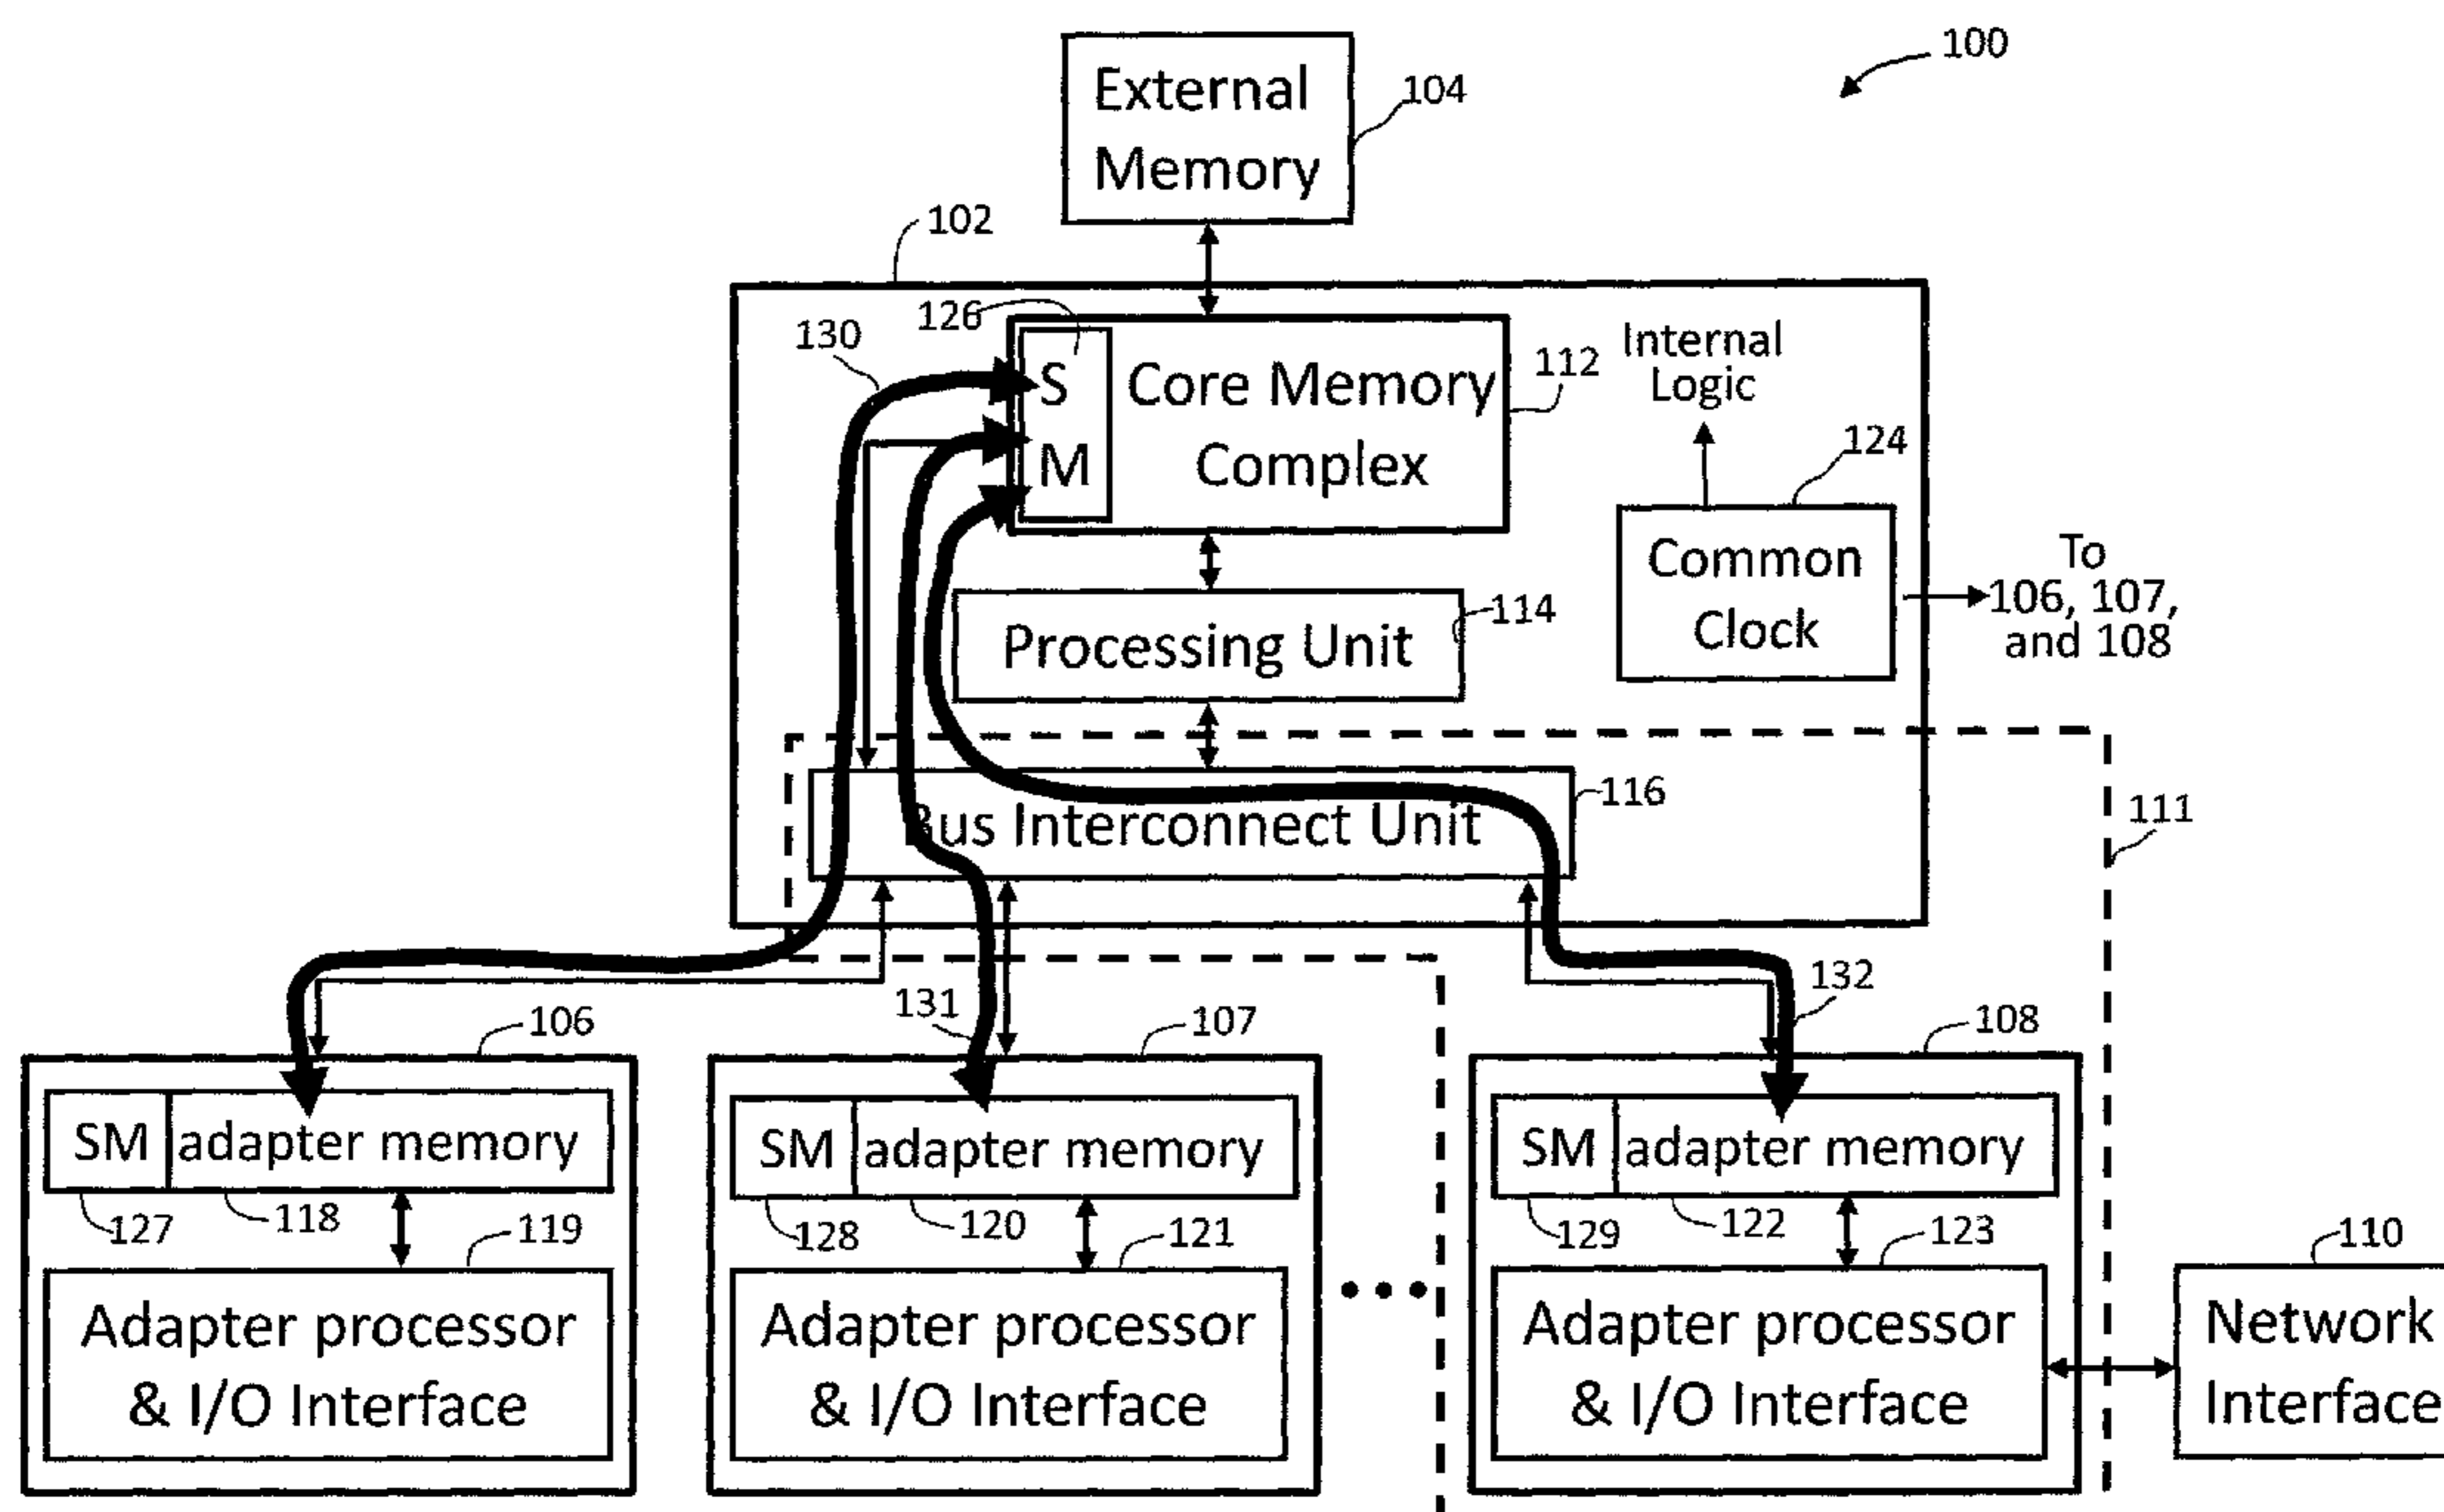 100
External
Memory
104
102
126
130
S
M
Core Memory
Complex
112
Internal
Logic
124
Common
Clock
To
106, 107,
and 108
Processing Unit
114
Bus Interconnect Unit
116
111
131
132
106
107
108
SM adapter memory
127
118
119
Adapter processor
& I/O Interface
SM adapter memory
128
120
121
Adapter processor
& I/O Interface
SM adapter memory
129
122
123
Adapter processor
& I/O Interface
110
Network
Interface